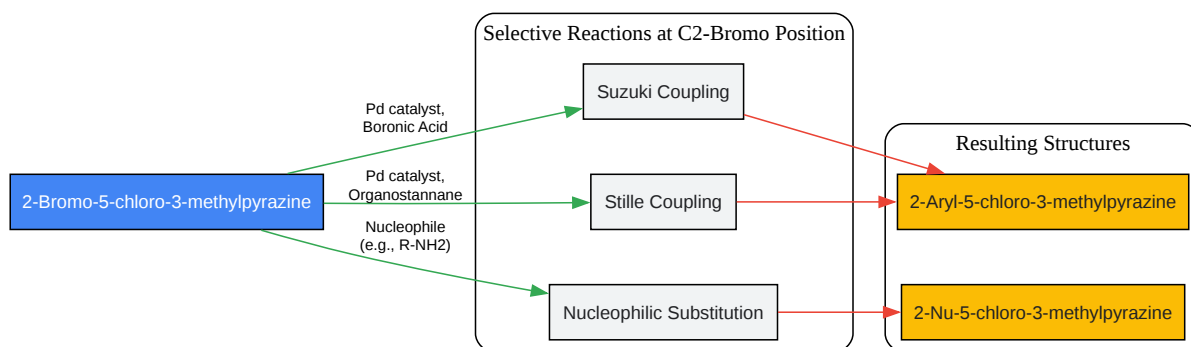 Selective Reactions at C2-Bromo Position
Suzuki Coupling
Pd catalyst,
Boronic Acid
Resulting Structures
Pd catalyst,
Organostannane
2-Bromo-5-chloro-3-methylpyrazine
Stille Coupling
2-Aryl-5-chloro-3-methylpyrazine
Nucleophile
(e.g., R-NH2)
Nucleophilic Substitution
2-Nu-5-chloro-3-methylpyrazine